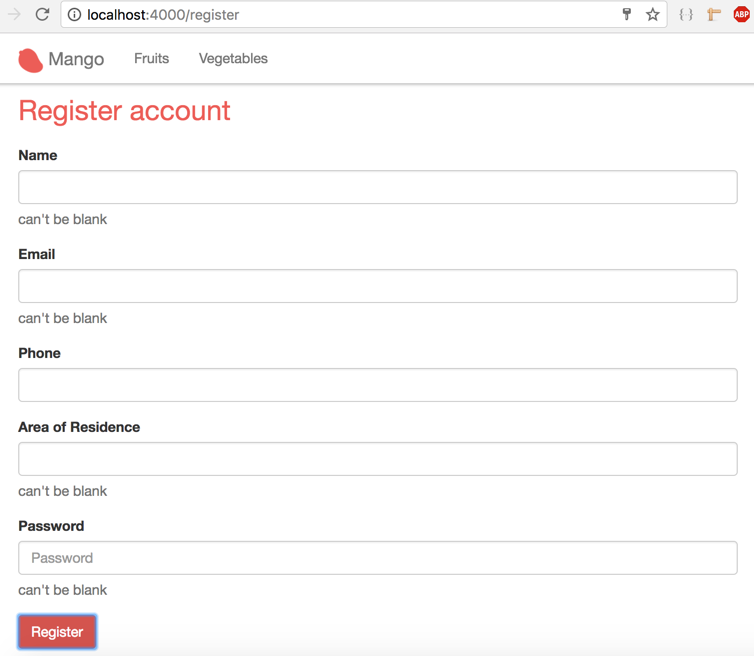 localhost:4000/register
ABP
Mango Fruits Vegetables
Register account
Name
can't be blank
Email
can't be blank
Phone
Area of Residence
can't be blank
Password
Password
can't be blank
Register